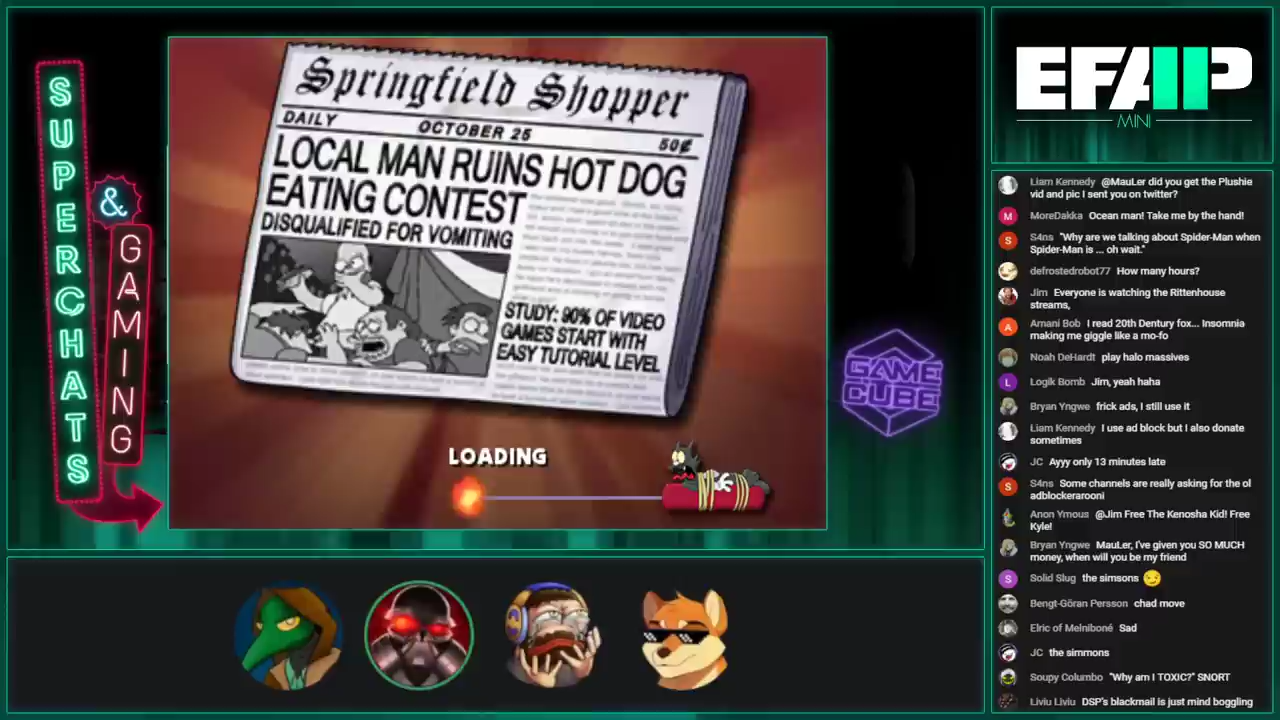 SUPERCHATS
&
GAMING
Springfield Shopper
DAILY
OCTOBER 25
50¢
LOCAL MAN RUINS HOT DOG
EATING CONTEST
DISQUALIFIED FOR VOMITING
STUDY: 90% OF VIDEO
GAMES START WITH
EASY TUTORIAL LEVEL
LOADING
GAME
CUBE
EFAP
MINI
Liam Kennedy @MauLer did you get the Plushie
vid and pic I sent you on twitter?
M
MoreDakka Ocean man! Take me by the hand!
S
S4ns "Why are we talking about Spider-Man when
Spider-Man is ... oh wait."
defrostedrobot77 How many hours?
Jim Everyone is watching the Rittenhouse
streams,
A
Amani Bob I read 20th Dentury fox... Insomnia
making me giggle like a mo-fo
Noah DeHardt play halo massives
L
Logik Bomb Jim, yeah haha
Bryan Yngwe frick ads, I still use it
Liam Kennedy I use ad block but I also donate
sometimes
JC Ayyy only 13 minutes late
S
S4ns Some channels are really asking for the ol
adblockerarooni
Anon Ymous @Jim Free The Kenosha Kid! Free
Kyle!
Bryan Yngwe MauLer, I've given you SO MUCH
money, when will you be my friend
S
Solid Slug the simsons 😏
Bengt-Göran Persson chad move
Elric of Melniboné Sad
JC the simmons
Soupy Columbo "Why am I TOXIC?" SNORT
Liviu Liviu DSP's blackmail is just mind boggling